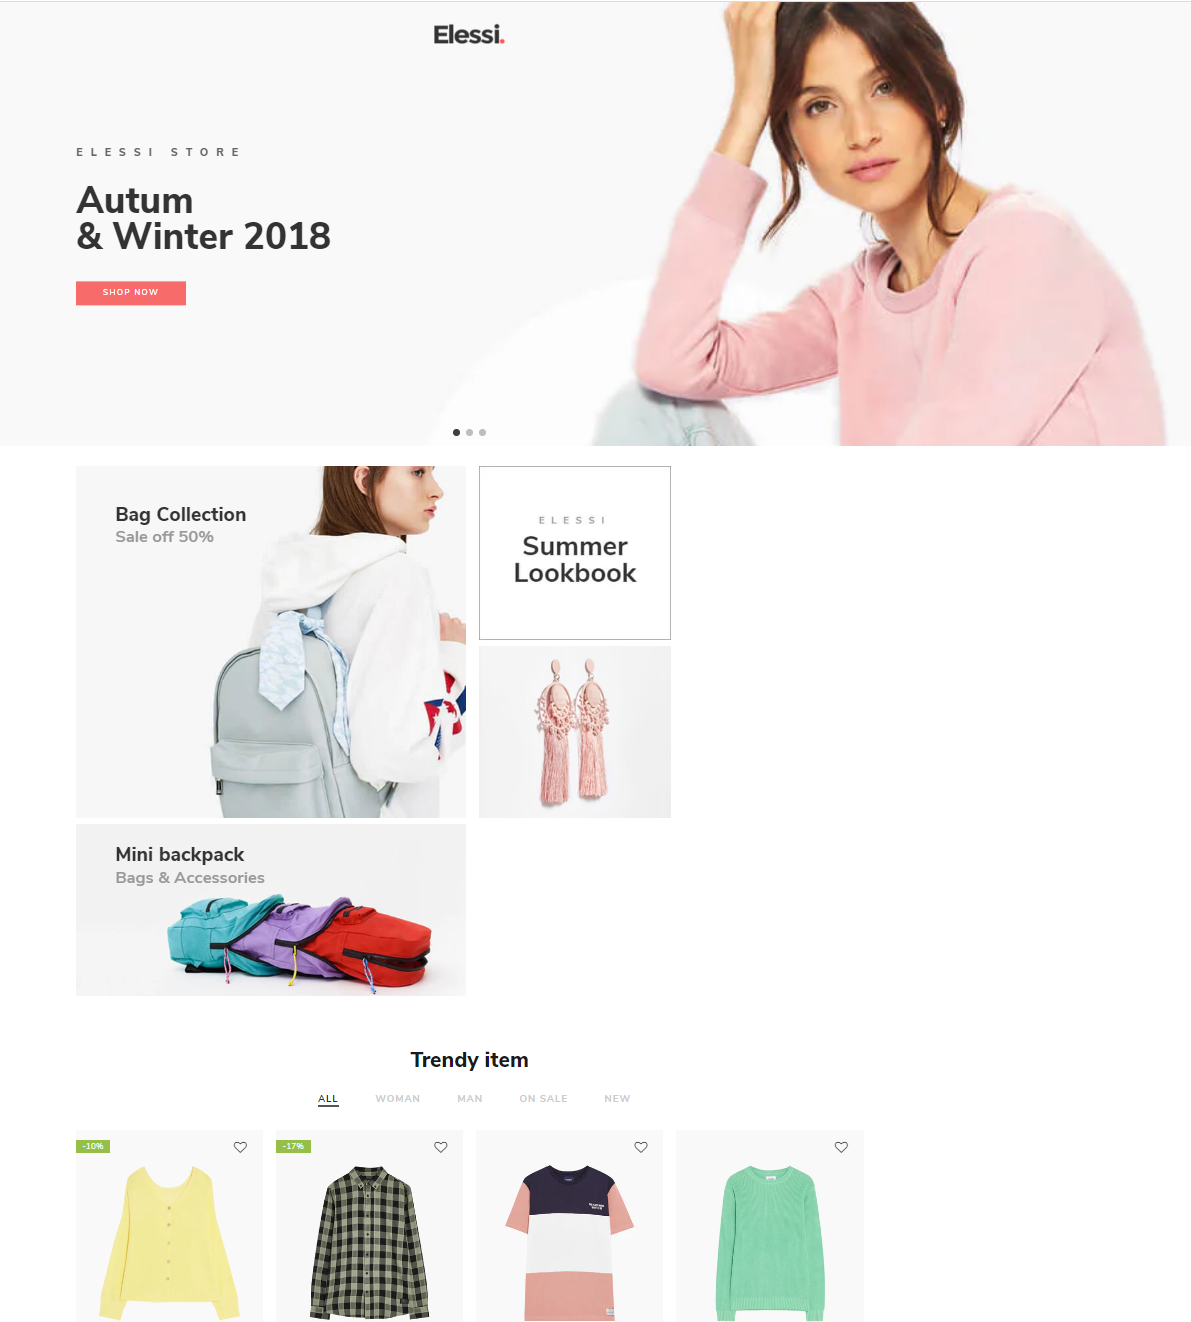 Elessi.
ELESSI STORE
Autum
& Winter 2018
SHOP NOW
Bag Collection
Sale off 50%
ELESSI
Summer
Lookbook
Mini backpack
Bags & Accessories
Trendy item
ALL WOMAN MAN ON SALE NEW
-10%
-17%